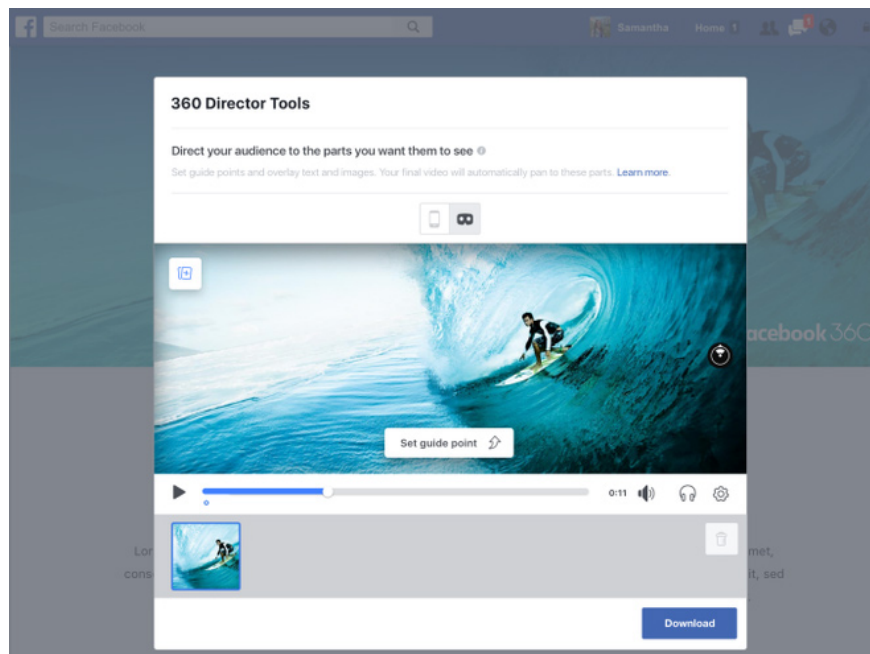 f Search Facebook Samantha Home 1 1
360 Director Tools
Direct your audience to the parts you want them to see
Set guide points and overlay text and images. Your final video will automatically pan to these parts. Learn more.
acebook 360
Set guide point
0:11
Lor met,
cons it, sed
Download